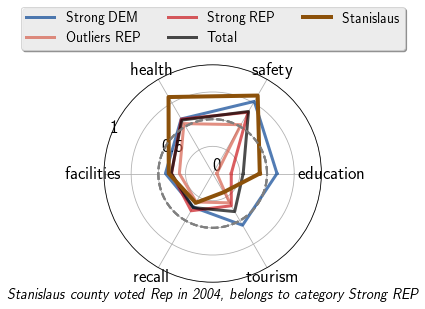 Strong DEM
Strong REP
Stanislaus
Outliers REP
Total
health
safety
1
0.5
0
facilities
education
recall
tourism
Stanislaus county voted Rep in 2004, belongs to category Strong REP